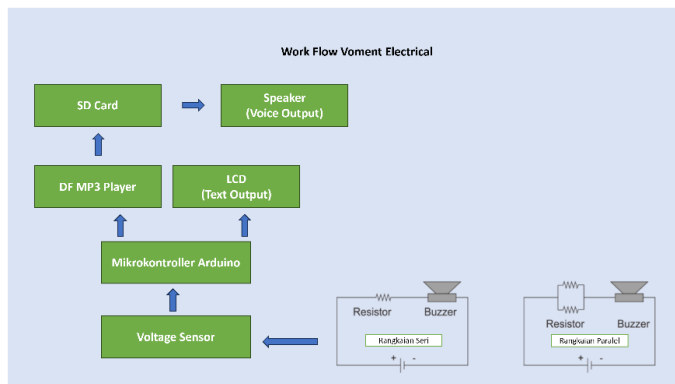 Work Flow Voment Electrical
SD Card
Speaker
(Voice Output)
DF MP3 Player
LCD
(Text Output)
Mikrokontroller Arduino
Voltage Sensor
Resistor
Buzzer
Rangkaian Seri
+ -
Resistor
Buzzer
Rangkaian Paralel
+ -